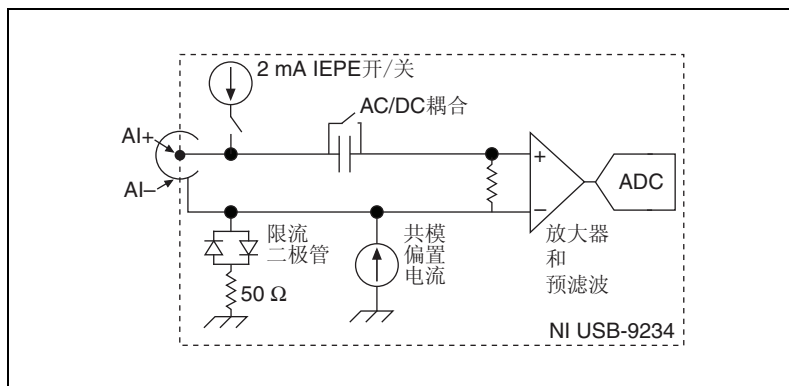 2 mA IEPE开/关
AC/DC耦合
AI+
AI–
+
–
ADC
限流
二极管
50 Ω
共模
偏置
电流
放大器
和
预滤波
NI USB-9234